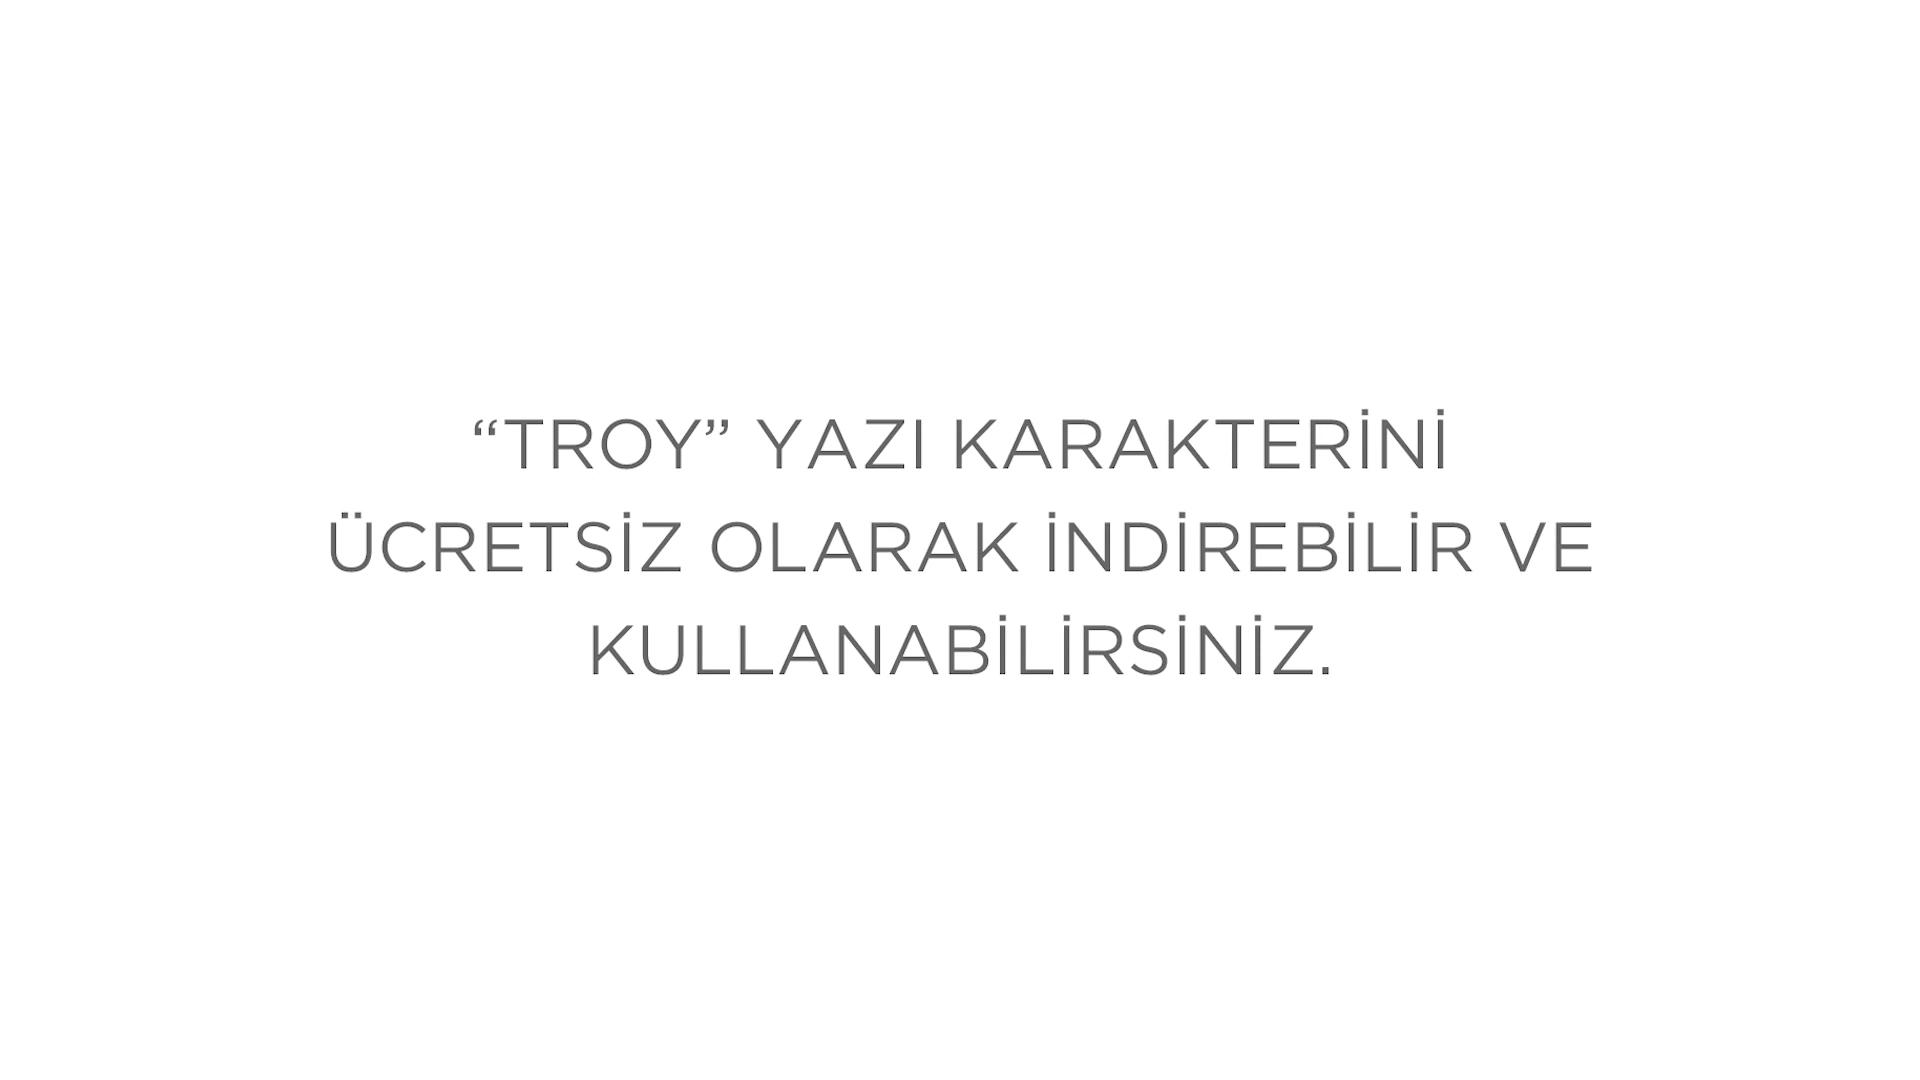 “TROY” YAZI KARAKTERİNİ
ÜCRETSİZ OLARAK İNDİREBİLİR VE
KULLANABİLİRSİNİZ.